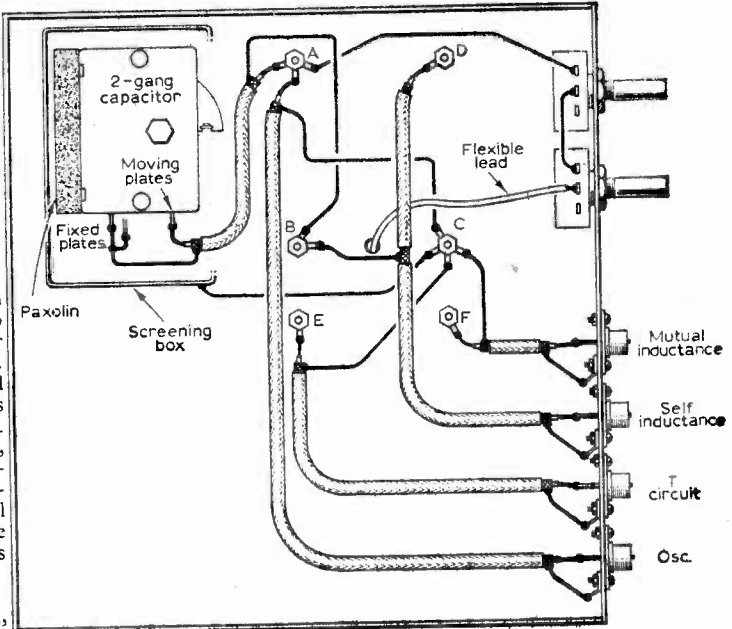 2-gang
capacitor
Moving
plates
Fixed
plates
Paxolin
Screening
box
A
B
C
D
E
F
Flexible
lead
Mutual
inductance
Self
inductance
T
circuit
Osc.